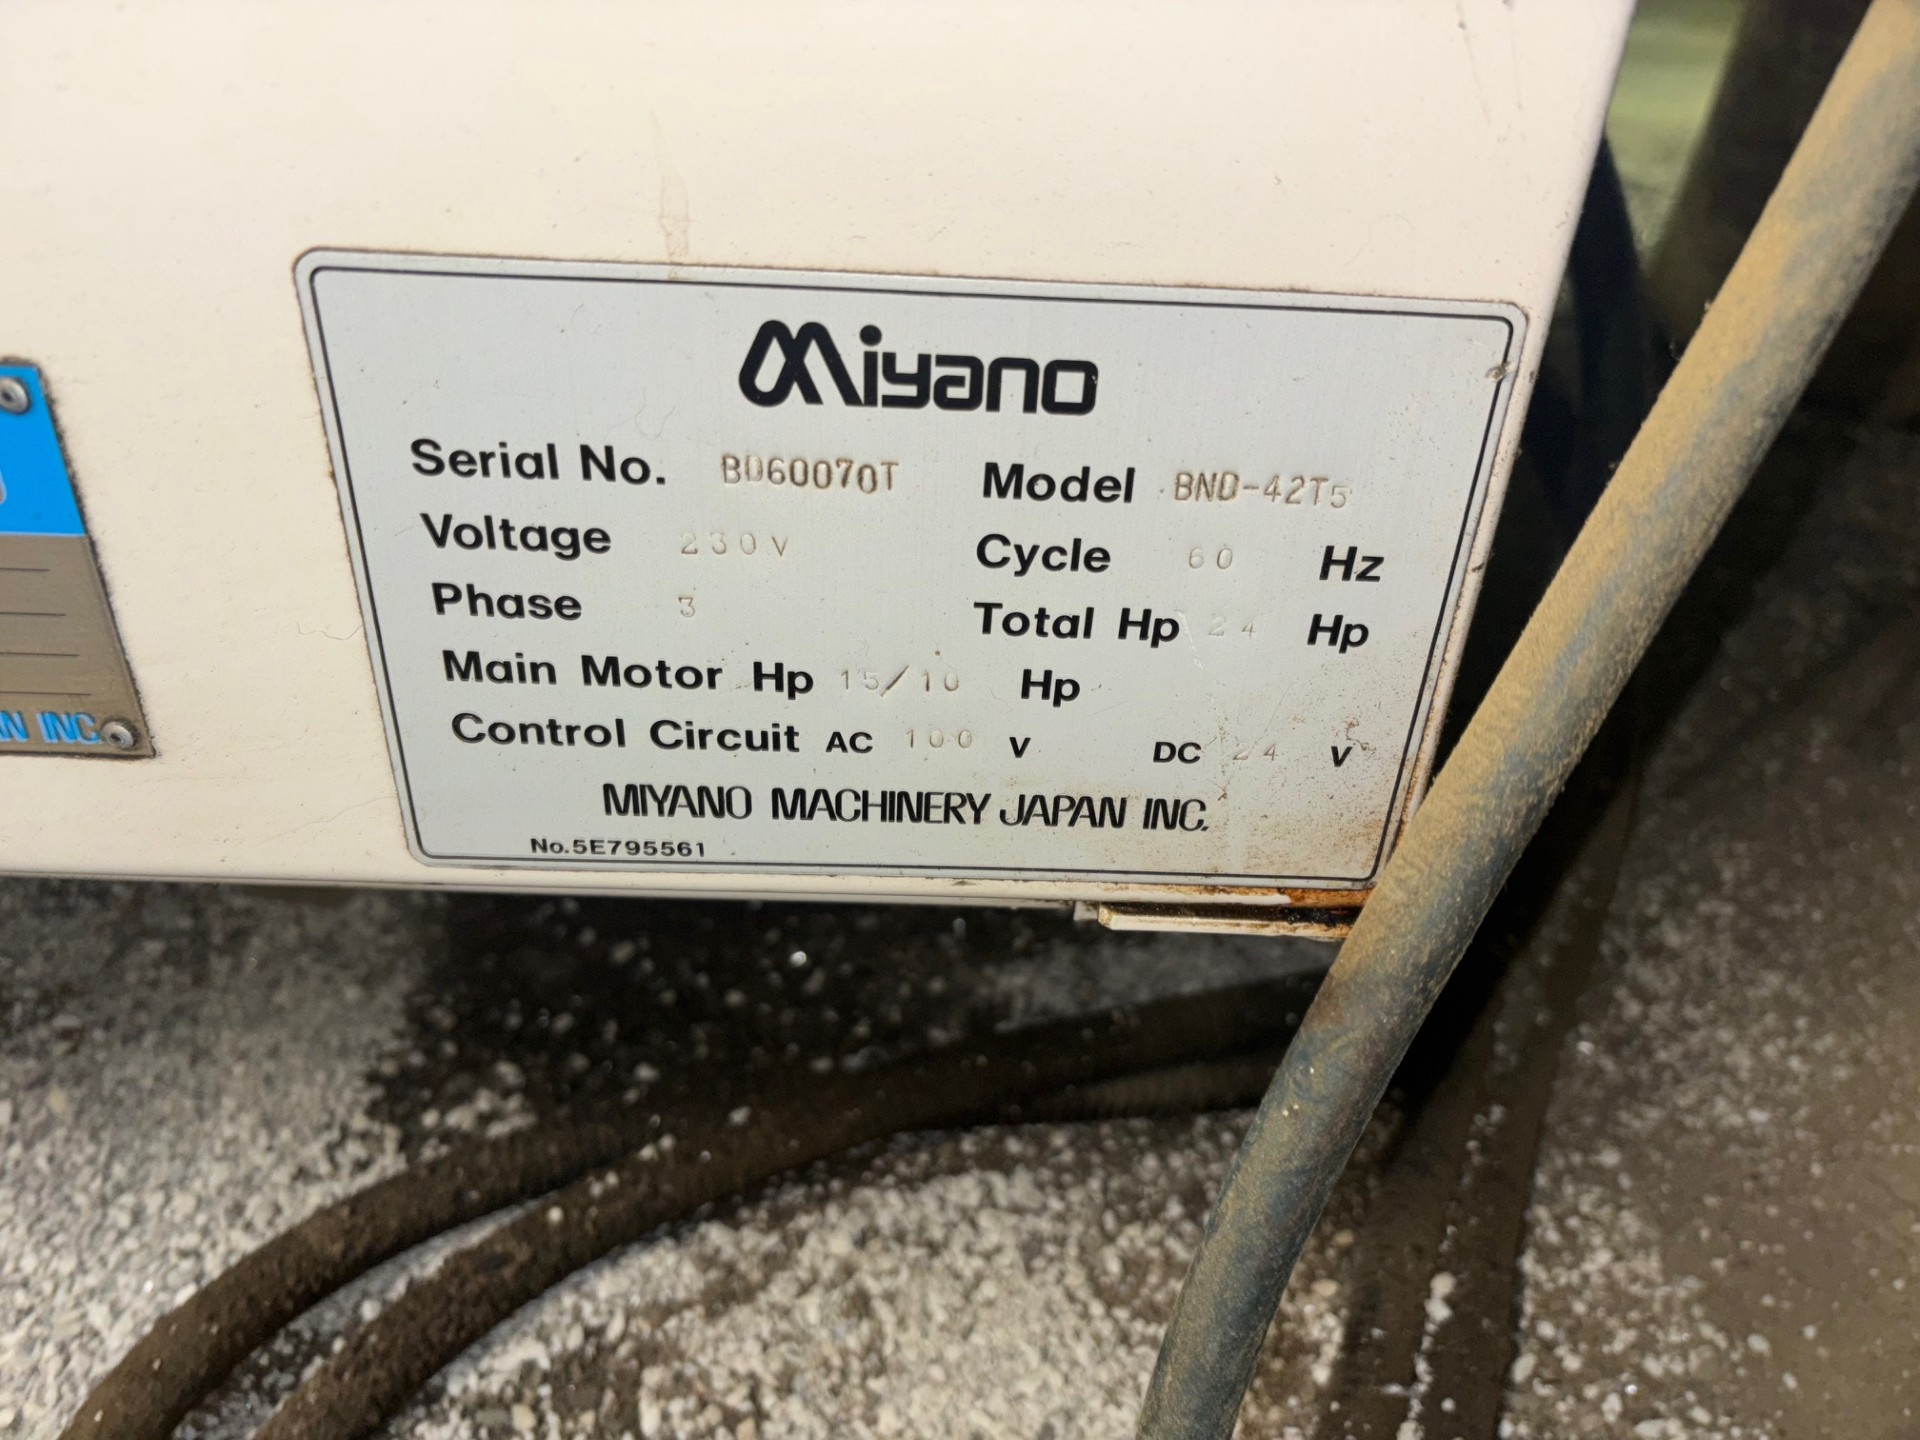 Miyano
Serial No. BD60070T Model BND-42T5
Voltage 230V Cycle 60 Hz
Phase 3 Total Hp 24 Hp
Main Motor Hp 15/10 Hp
Control Circuit AC 100 V DC 24 V
MIYANO MACHINERY JAPAN INC.
No.5E795561
AN INC.